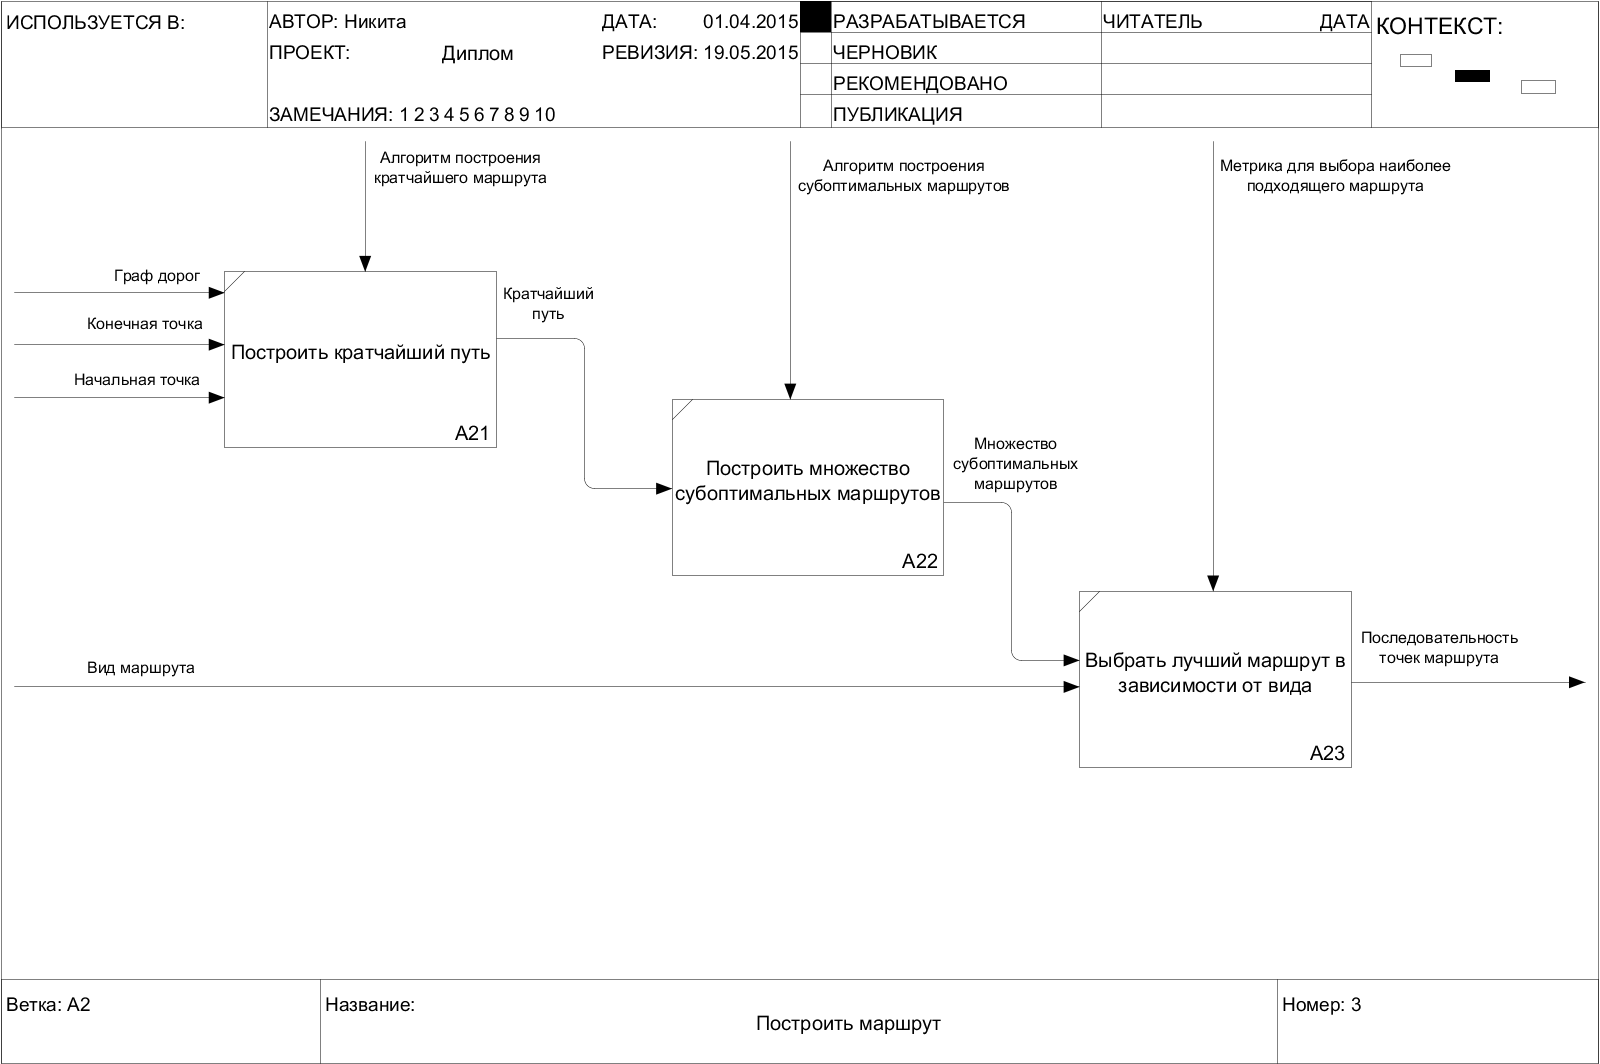 ИСПОЛЬЗУЕТСЯ В:
АВТОР: Никита
ДАТА: 01.04.2015
ПРОЕКТ: Диплом
РЕВИЗИЯ: 19.05.2015
ЗАМЕЧАНИЯ: 1 2 3 4 5 6 7 8 9 10
РАЗРАБАТЫВАЕТСЯ
ЧЕРНОВИК
РЕКОМЕНДОВАНО
ПУБЛИКАЦИЯ
ЧИТАТЕЛЬ
ДАТА
КОНТЕКСТ:
Алгоритм построения
кратчайшего маршрута
Алгоритм построения
субоптимальных маршрутов
Метрика для выбора наиболее
подходящего маршрута
Граф дорог
Конечная точка
Начальная точка
Построить кратчайший путь
A21
Кратчайший
путь
Построить множество
субоптимальных маршрутов
A22
Множество
субоптимальных
маршрутов
Вид маршрута
Выбрать лучший маршрут в
зависимости от вида
A23
Последовательность
точек маршрута
Ветка: A2
Название:
Построить маршрут
Номер: 3